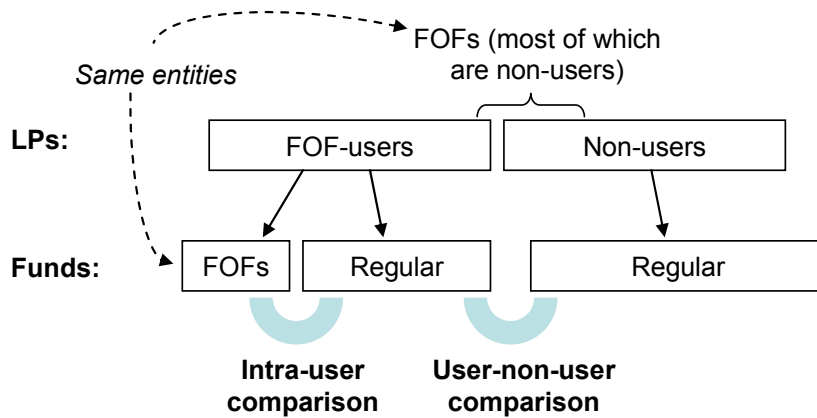 FOFs (most of which
are non-users)
Same entities
LPs:
FOF-users
Non-users
Funds:
FOFs
Regular
Regular
Intra-user
comparison
User-non-user
comparison